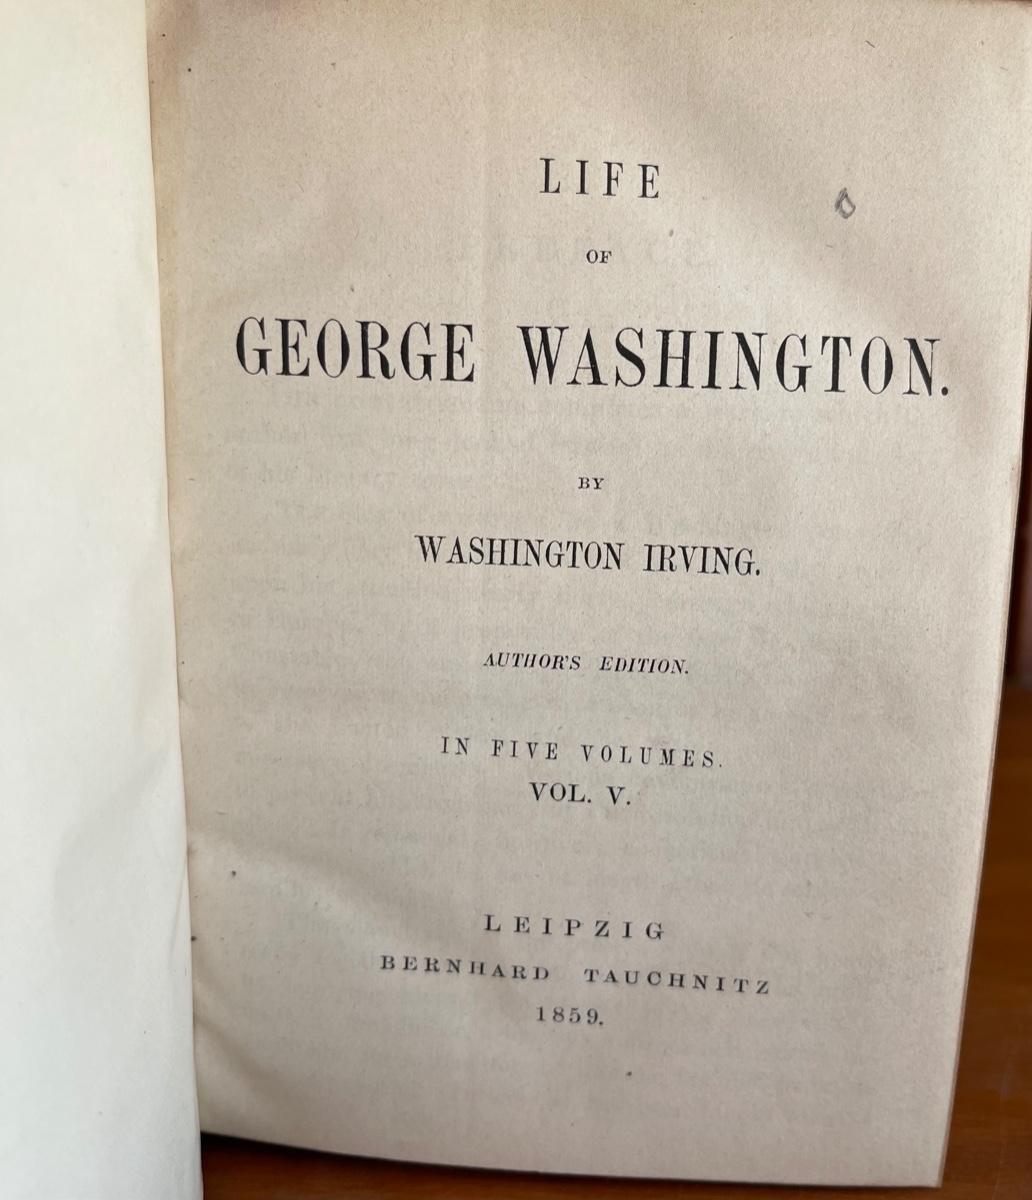 LIFE
OF
GEORGE WASHINGTON.
BY
WASHINGTON IRVING.
AUTHOR'S EDITION.
IN FIVE VOLUMES.
VOL. V.
LEIPZIG
BERNHARD TAUCHNITZ
1859.